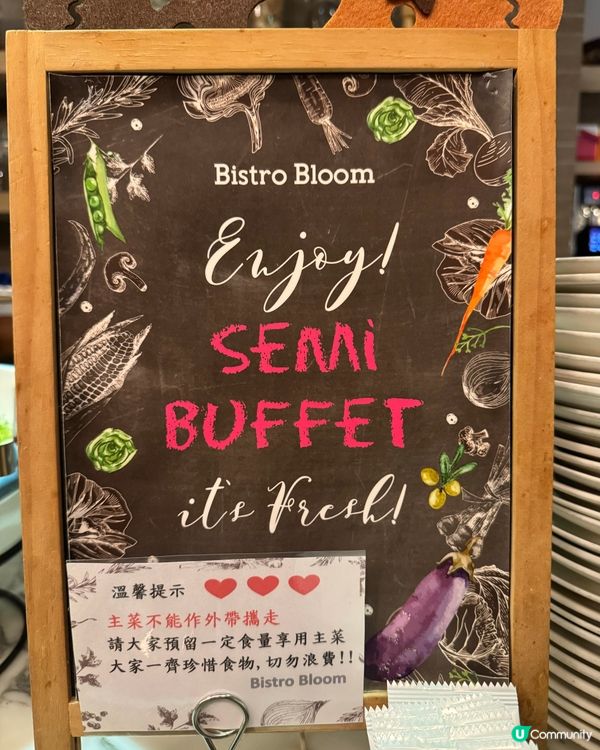 Bistro Bloom
Enjoy!
SEMi
BUFFET
it's Fresh!
溫馨提示
主菜不能作外帶攜走
請大家預留一定食量享用主菜
大家一齊珍惜食物,切勿浪費!!
Bistro Bloom
U Community